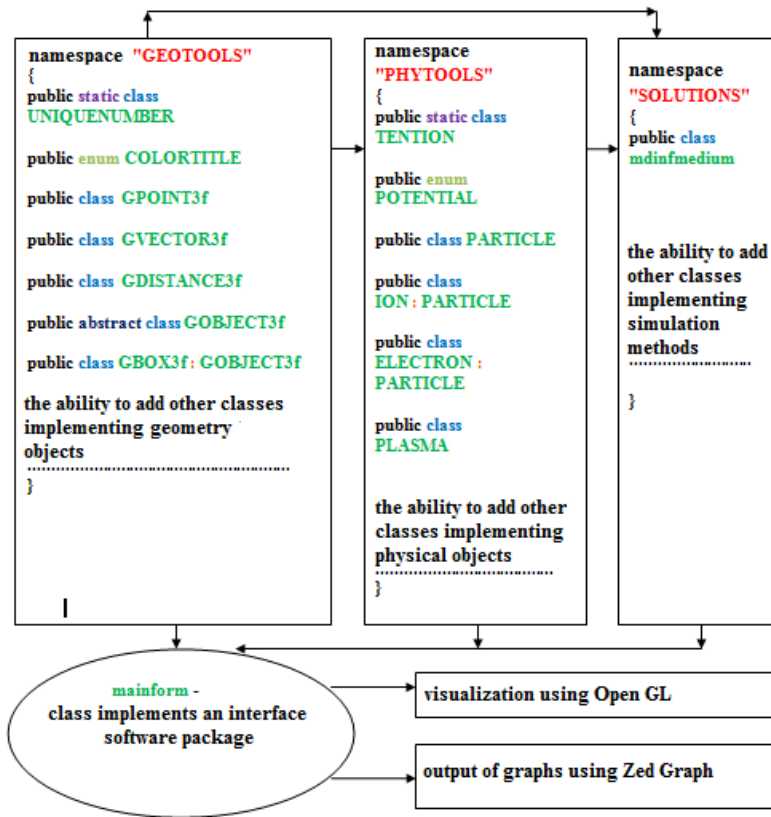 namespace "GEOTOOLS"
{
public static class
UNIQUENUMBER
public enum COLORTITLE
public class GPOINT3f
public class GVECTOR3f
public class GDISTANCE3f
public abstract class GOBJECT3f
public class GBOX3f : GOBJECT3f
the ability to add other classes
implementing geometry
objects
}
namespace
"PHYTOOLS"
{
public static class
TENTION
public enum
POTENTIAL
public class PARTICLE
public class
ION : PARTICLE
public class
ELECTRON :
PARTICLE
public class
PLASMA
the ability to add other
classes implementing
physical objects
}
namespace
"SOLUTIONS"
{
public class
mdinfmedium
the ability to add
other classes
implementing
simulation
methods
}
mainform -
class implements an interface
software package
visualization using Open GL
output of graphs using Zed Graph